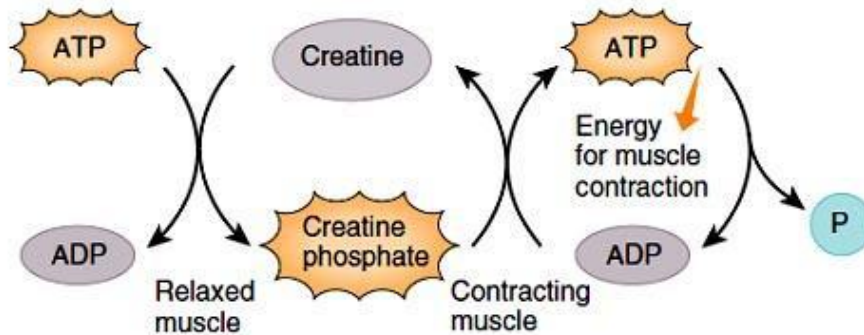 ATP
Creatine
ATP
Energy
for muscle
contraction
ADP
Creatine
phosphate
ADP
P
Relaxed
muscle
Contracting
muscle